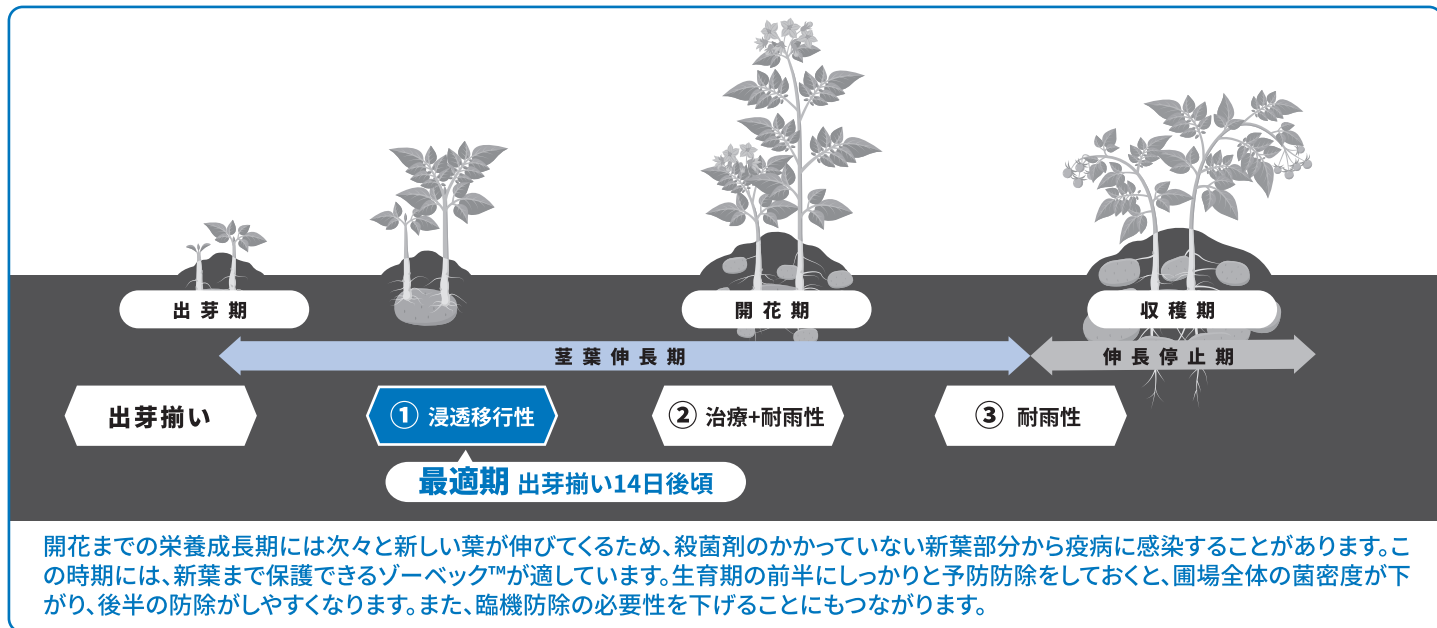 出芽期
開花期
収穫期
茎葉伸長期
伸長停止期
出芽揃い
① 浸透移行性
② 治療+耐雨性
③ 耐雨性
最適期 出芽揃い14日後頃
開花までの栄養成長期には次々と新しい葉が伸びてくるため、殺菌剤のかかっていない新葉部分から疫病に感染することがあります。こ
の時期には、新葉まで保護できるゾーベック™が適しています。生育期の前半にしっかりと予防防除をしておくと、圃場全体の菌密度が下
がり、後半の防除がしやすくなります。また、臨機防除の必要性を下げることにもつながります。